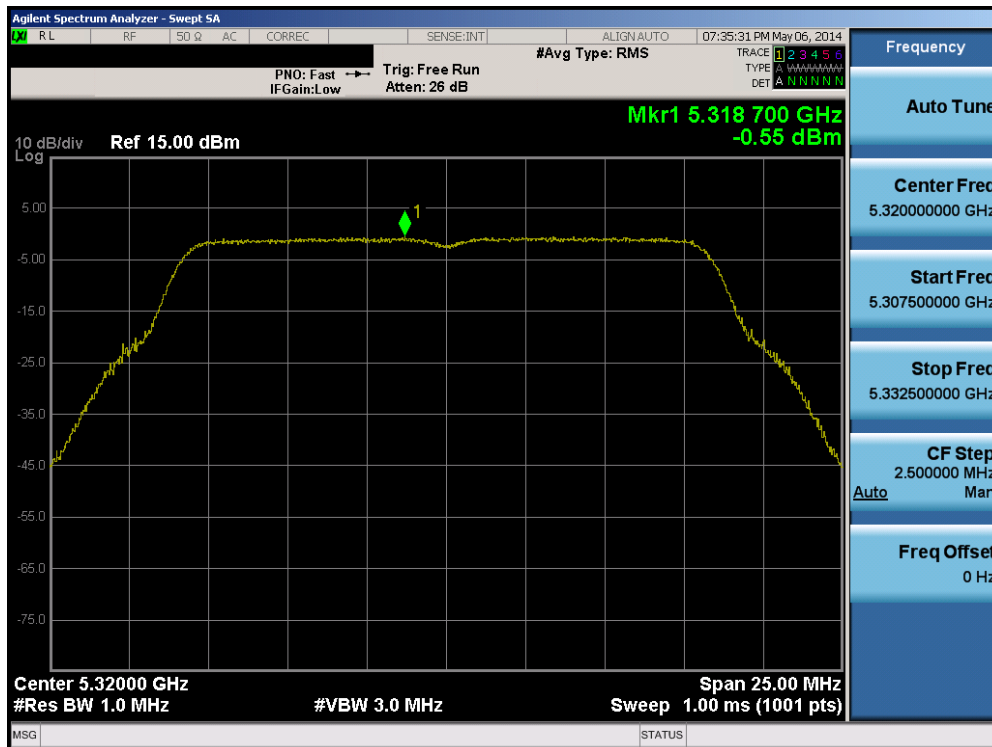 Agilent Spectrum Analyzer - Swept SA
LXI RL RF 50 Ω AC CORREC SENSE:INT ALIGNAUTO 07:35:31 PM May 06, 2014
PNO: Fast
IFGain:Low
Trig: Free Run
Atten: 26 dB
#Avg Type: RMS
TRACE 1 2 3 4 5 6
TYPE A WWWWW
DET A N N N N N
Mkr1 5.318 700 GHz
-0.55 dBm
10 dB/div Ref 15.00 dBm
Log
1
5.00
-5.00
-15.0
-25.0
-35.0
-45.0
-55.0
-65.0
-75.0
Center 5.32000 GHz Span 25.00 MHz
#Res BW 1.0 MHz #VBW 3.0 MHz Sweep 1.00 ms (1001 pts)
MSG STATUS
Frequency
Auto Tune
Center Freq
5.320000000 GHz
Start Freq
5.307500000 GHz
Stop Freq
5.332500000 GHz
CF Step
2.500000 MHz
Auto Man
Freq Offset
0 Hz